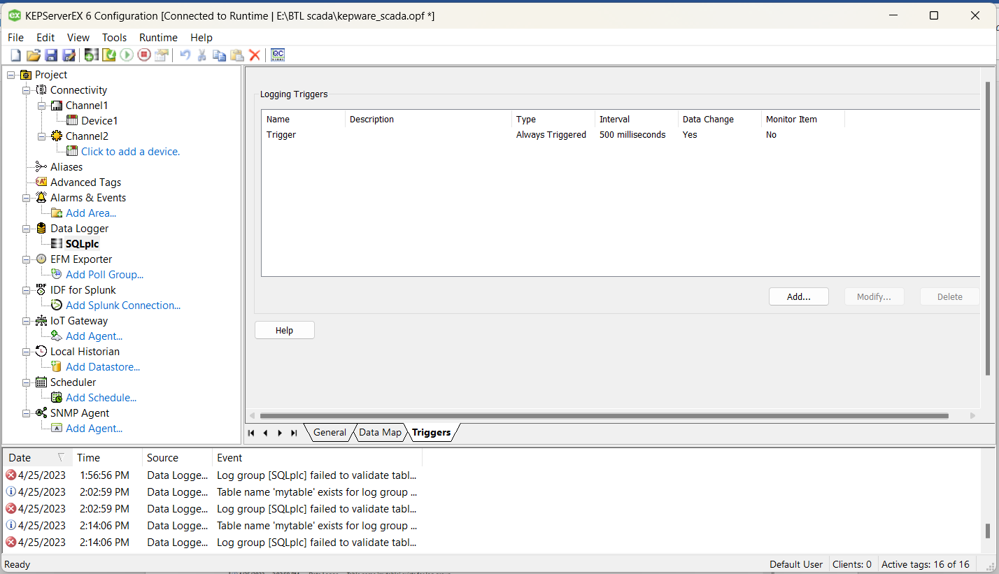 KEPServerEX 6 Configuration [Connected to Runtime | E:\BTL scada\kepware_scada.opf *]
File Edit View Tools Runtime Help
QC
Project
Connectivity
Channel1
Device1
Channel2
Click to add a device.
Aliases
Advanced Tags
Alarms & Events
Add Area...
Data Logger
SQLplc
EFM Exporter
Add Poll Group...
IDF for Splunk
Add Splunk Connection...
IoT Gateway
Add Agent...
Local Historian
Add Datastore...
Scheduler
Add Schedule...
SNMP Agent
Add Agent...
Logging Triggers
Name Description Type Interval Data Change Monitor Item
Trigger Always Triggered 500 milliseconds Yes No
Add... Modify... Delete
Help
General Data Map Triggers
Date Time Source Event
4/25/2023 1:56:56 PM Data Logge... Log group [SQLplc] failed to validate tabl...
4/25/2023 2:02:59 PM Data Logge... Table name 'mytable' exists for log group ...
4/25/2023 2:02:59 PM Data Logge... Log group [SQLplc] failed to validate tabl...
4/25/2023 2:14:06 PM Data Logge... Table name 'mytable' exists for log group ...
4/25/2023 2:14:06 PM Data Logge... Log group [SQLplc] failed to validate tabl...
Ready Default User Clients: 0 Active tags: 16 of 16